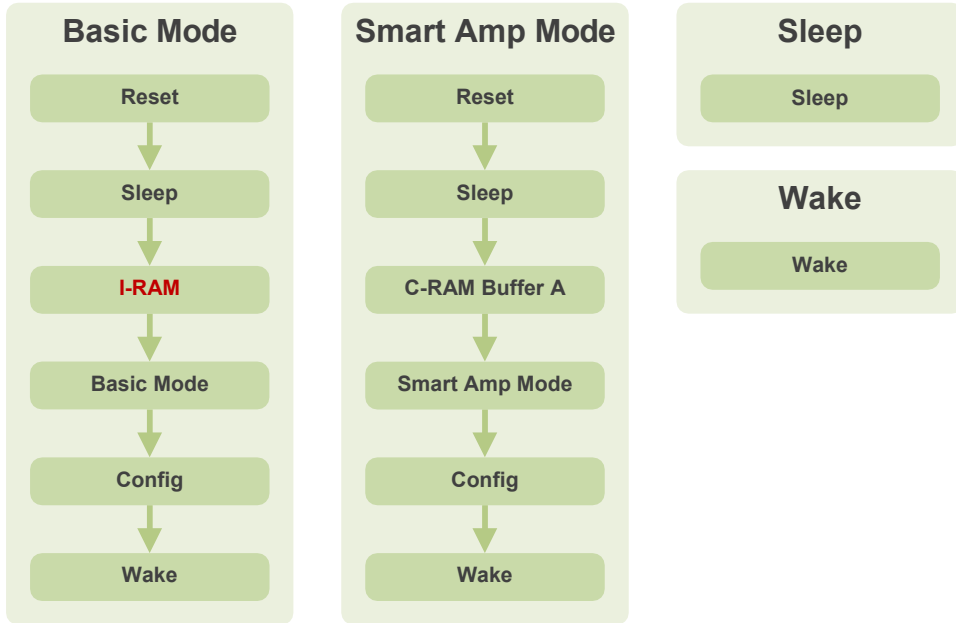 Basic Mode
Reset
Sleep
I-RAM
Basic Mode
Config
Wake
Smart Amp Mode
Reset
Sleep
C-RAM Buffer A
Smart Amp Mode
Config
Wake
Sleep
Sleep
Wake
Wake